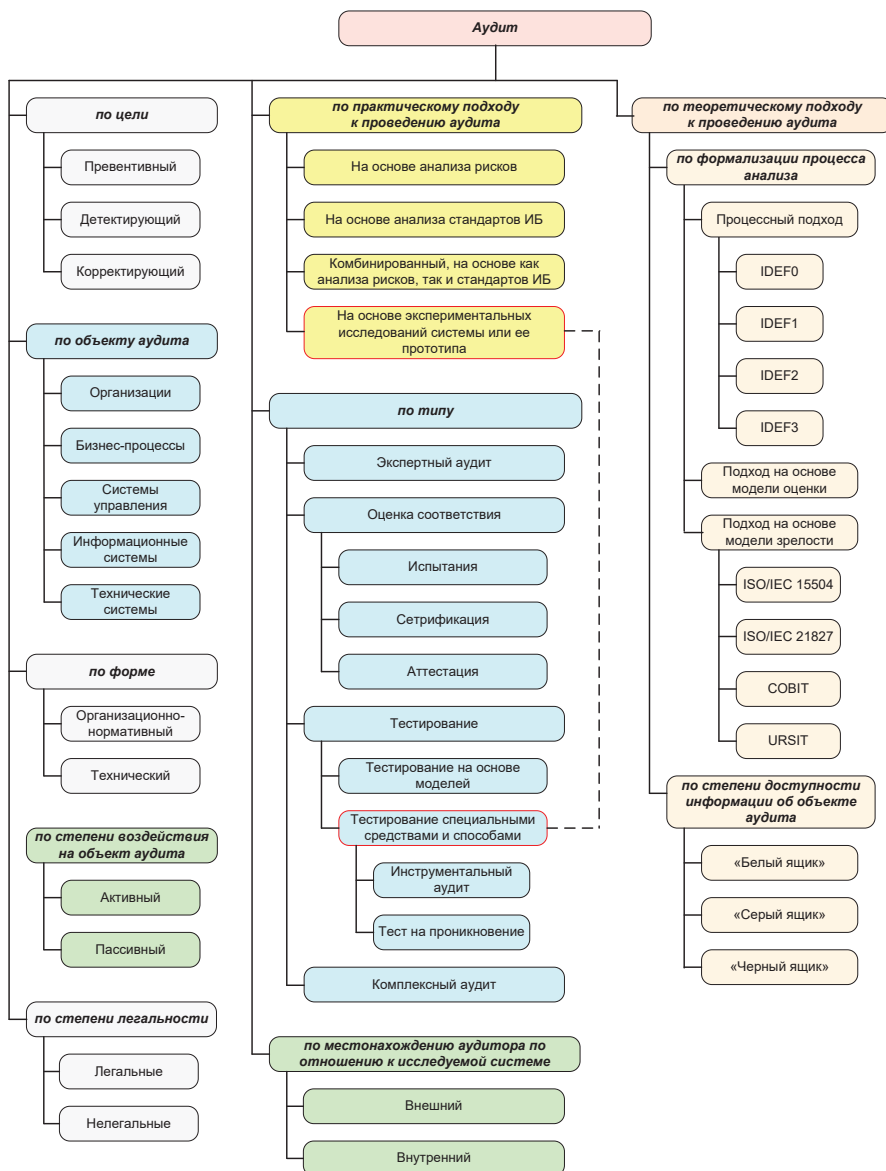 Аудит
по цели
Превентивный
Детектирующий
Корректирующий
по объекту аудита
Организации
Бизнес-процессы
Системы
управления
Информационные
системы
Технические
системы
по форме
Организационно-
нормативный
Технический
по степени воздействия
на объект аудита
Активный
Пассивный
по степени легальности
Легальные
Нелегальные
по практическому подходу
к проведению аудита
На основе анализа рисков
На основе анализа стандартов ИБ
Комбинированный, на основе как
анализа рисков, так и стандартов ИБ
На основе экспериментальных
исследований системы или ее
прототипа
по типу
Экспертный аудит
Оценка соответствия
Испытания
Сетрификация
Аттестация
Тестирование
Тестирование на основе
моделей
Тестирование специальными
средствами и способами
Инструментальный
аудит
Тест на проникновение
Комплексный аудит
по местонахождению аудитора по
отношению к исследуемой системе
Внешний
Внутренний
по теоретическому подходу
к проведению аудита
по формализации процесса
анализа
Процессный подход
IDEF0
IDEF1
IDEF2
IDEF3
Подход на основе
модели оценки
Подход на основе
модели зрелости
ISO/IEC 15504
ISO/IEC 21827
COBIT
URSIT
по степени доступности
информации об объекте
аудита
«Белый ящик»
«Серый ящик»
«Черный ящик»